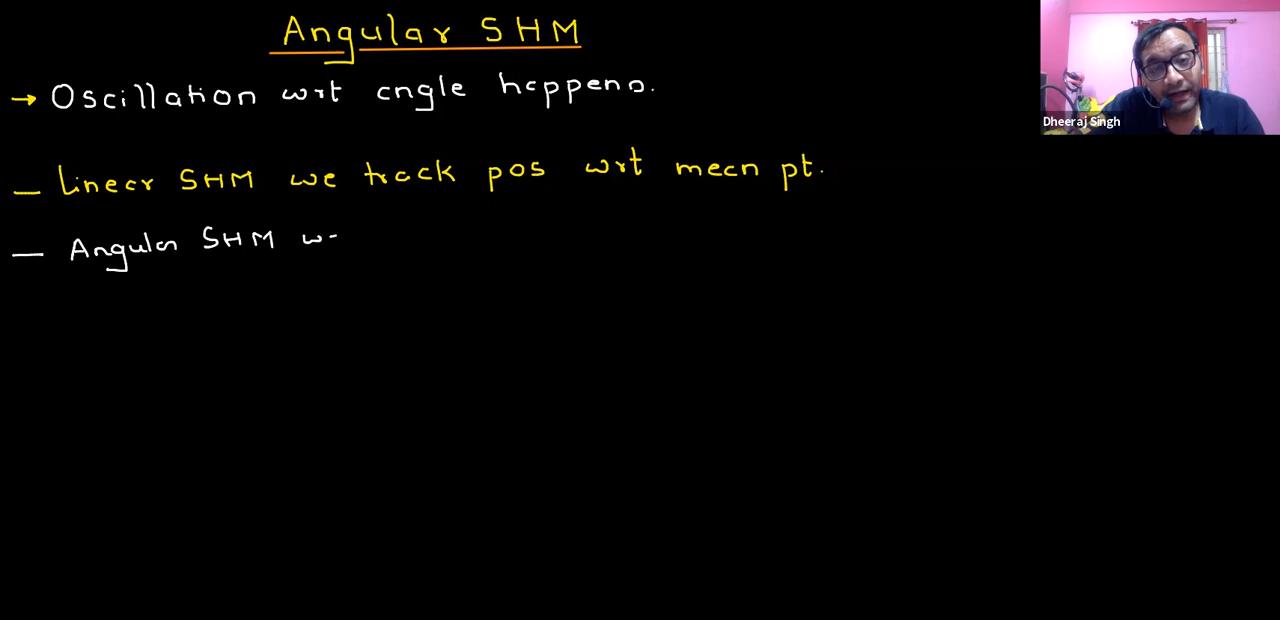 Angular SHM
→ Oscillation wrt angle happens.
Dheeraj Singh
— Linear SHM we track pos wrt mean pt.
— Angular SHM w